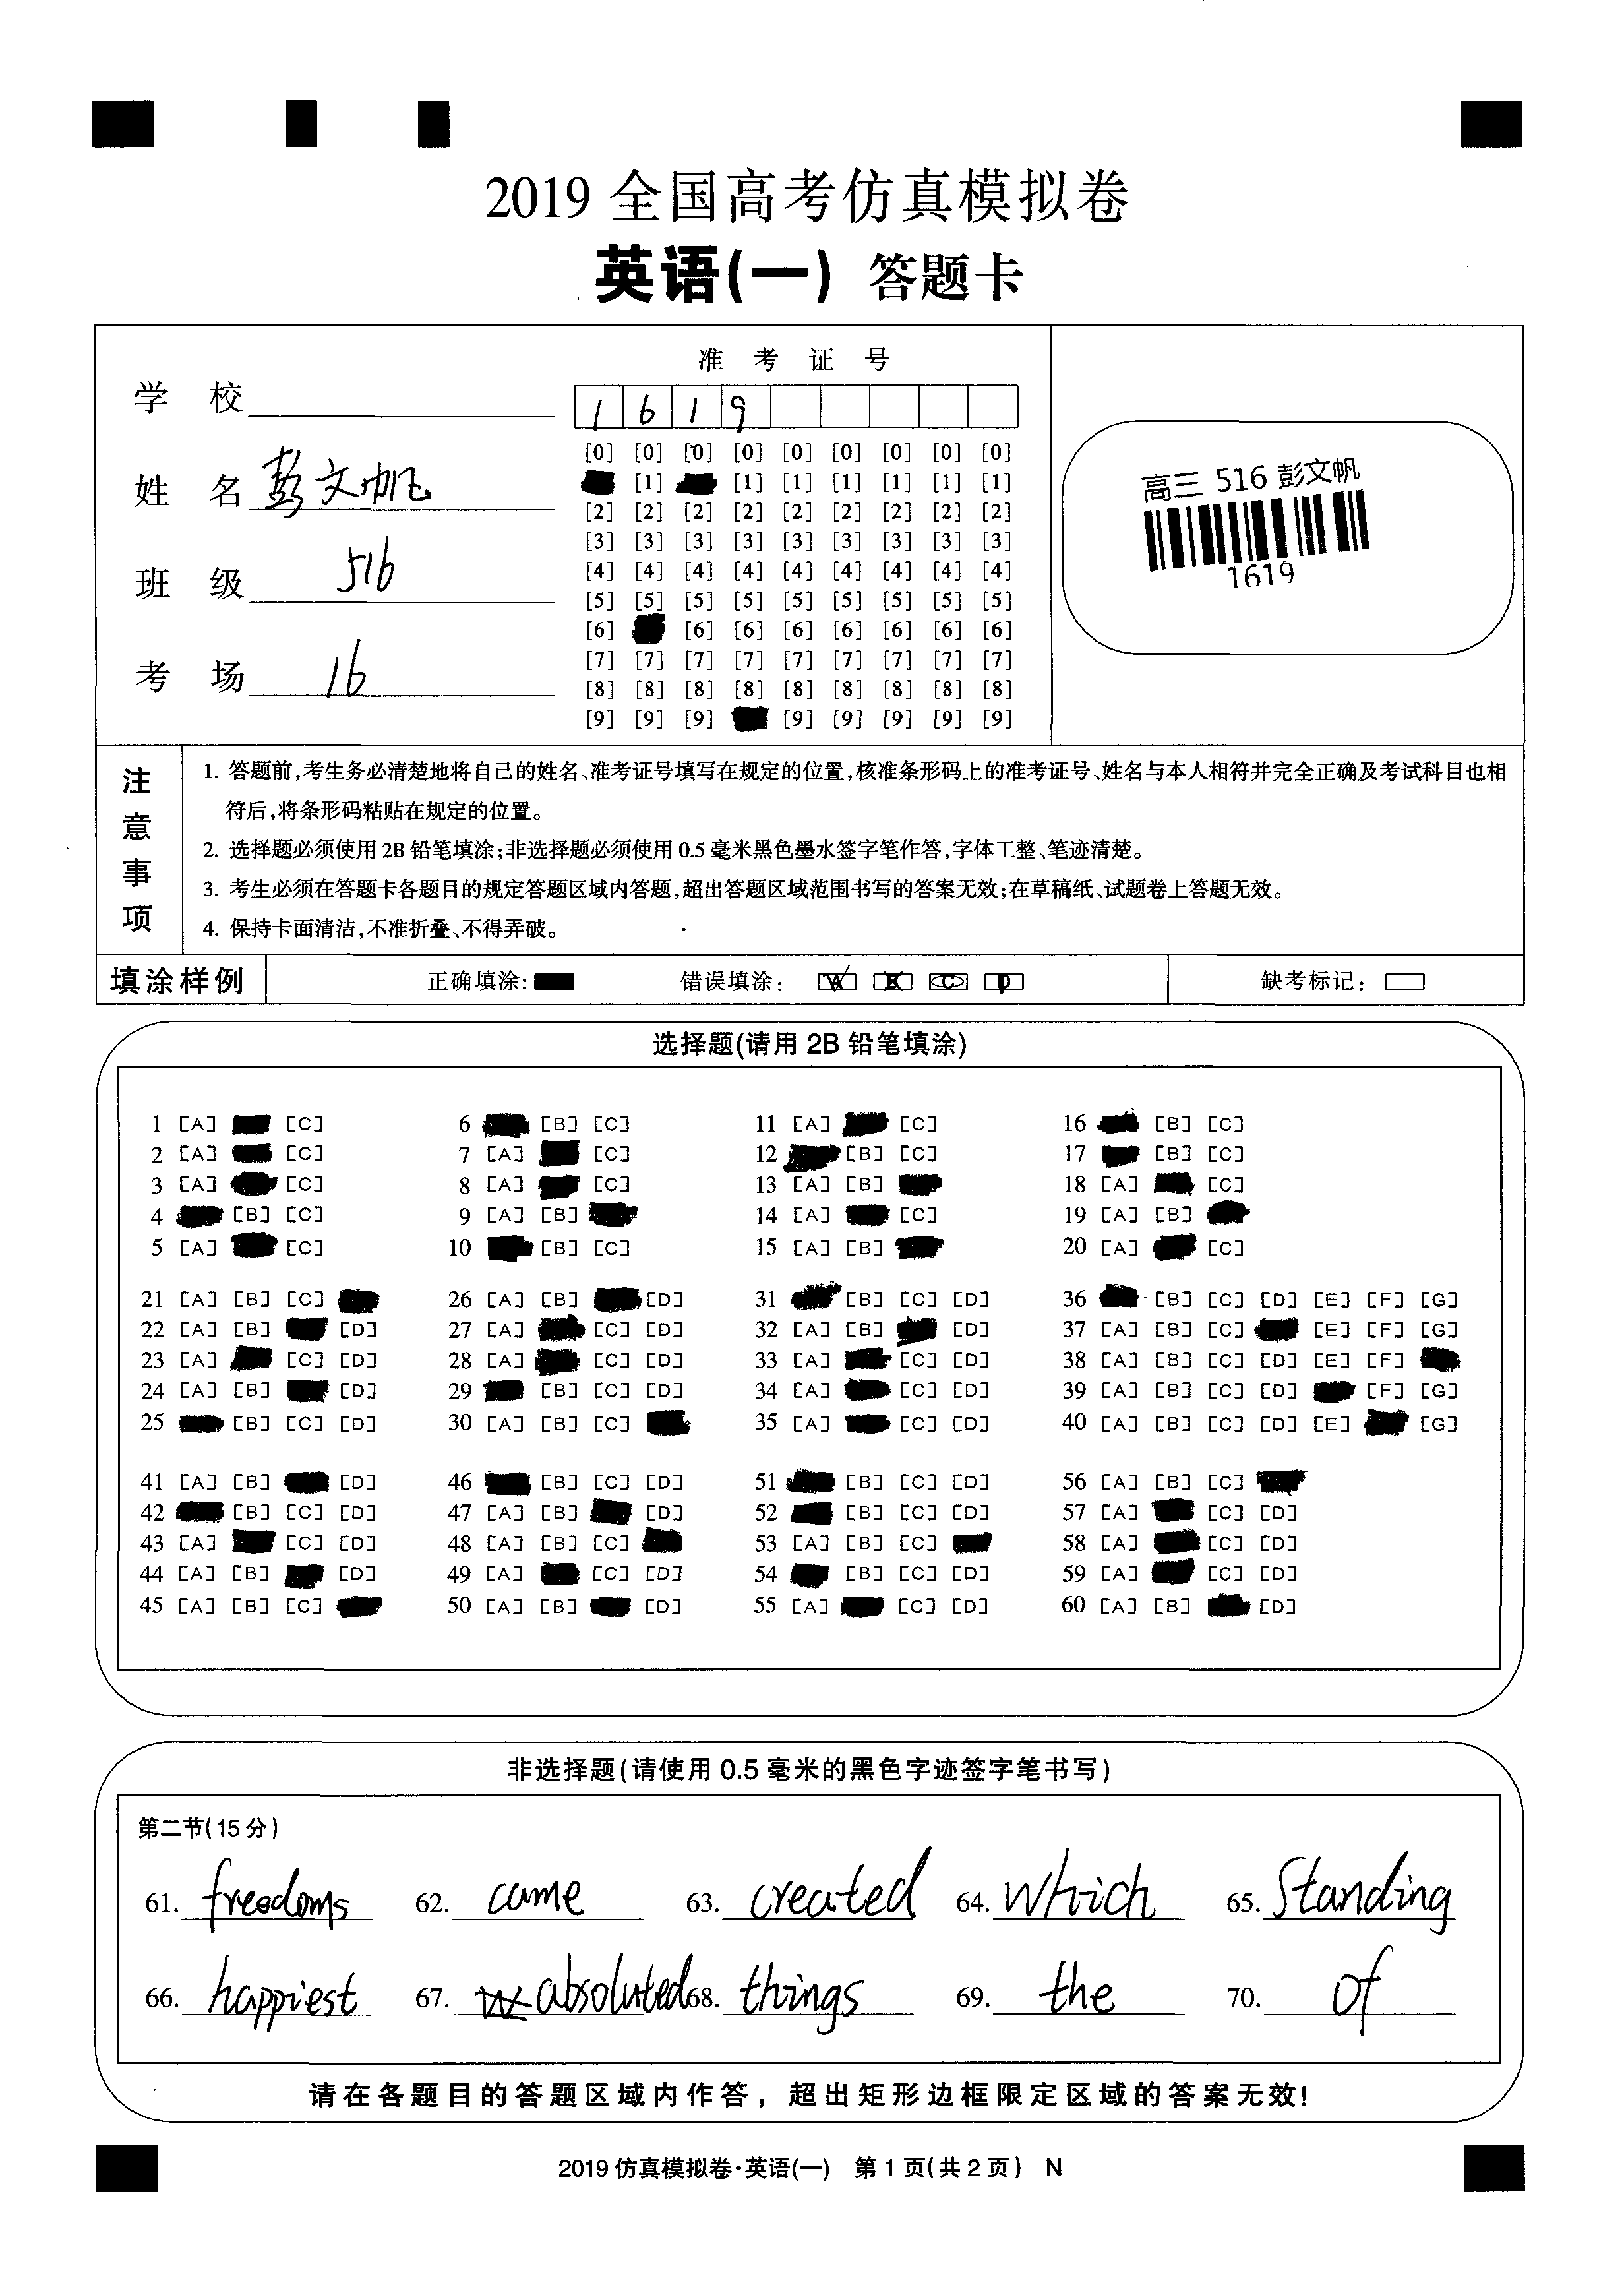 2019 全国高考仿真模拟卷
英语(一) 答题卡
准 考 证 号
学 校
1 6 1 9
姓 名 彭文帆
班 级 516
考 场 16
[0] [0] [0] [0] [0] [0] [0] [0] [0]
[1] [1] [1] [1] [1] [1] [1]
[2] [2] [2] [2] [2] [2] [2] [2] [2]
[3] [3] [3] [3] [3] [3] [3] [3] [3]
[4] [4] [4] [4] [4] [4] [4] [4] [4]
[5] [5] [5] [5] [5] [5] [5] [5] [5]
[6] [6] [6] [6] [6] [6] [6] [6]
[7] [7] [7] [7] [7] [7] [7] [7] [7]
[8] [8] [8] [8] [8] [8] [8] [8] [8]
[9] [9] [9] [9] [9] [9] [9] [9]
高三 516 彭文帆
1619
注意事项
1. 答题前,考生务必清楚地将自己的姓名、准考证号填写在规定的位置,核准条形码上的准考证号、姓名与本人相符并完全正确及考试科目也相
符后,将条形码粘贴在规定的位置。
2. 选择题必须使用 2B 铅笔填涂;非选择题必须使用 0.5 毫米黑色墨水签字笔作答,字体工整、笔迹清楚。
3. 考生必须在答题卡各题目的规定答题区域内答题,超出答题区域范围书写的答案无效;在草稿纸、试题卷上答题无效。
4. 保持卡面清洁,不准折叠、不得弄破。
填涂样例 正确填涂: 错误填涂: A B C D 缺考标记:
选择题(请用 2B 铅笔填涂)
1 [A] [C] 6 [B] [C] 11 [A] [C] 16 [B] [C]
2 [A] [C] 7 [A] [C] 12 [B] [C] 17 [B] [C]
3 [A] [C] 8 [A] [C] 13 [A] [B] 18 [A] [C]
4 [B] [C] 9 [A] [B] 14 [A] [C] 19 [A] [B]
5 [A] [C] 10 [B] [C] 15 [A] [B] 20 [A] [C]
21 [A] [B] [C] 26 [A] [B] [D] 31 [B] [C] [D] 36 [B] [C] [D] [E] [F] [G]
22 [A] [B] [D] 27 [A] [C] [D] 32 [A] [B] [D] 37 [A] [B] [C] [E] [F] [G]
23 [A] [C] [D] 28 [A] [C] [D] 33 [A] [C] [D] 38 [A] [B] [C] [D] [E] [F]
24 [A] [B] [D] 29 [B] [C] [D] 34 [A] [C] [D] 39 [A] [B] [C] [D] [F] [G]
25 [B] [C] [D] 30 [A] [B] [C] 35 [A] [C] [D] 40 [A] [B] [C] [D] [E] [G]
41 [A] [B] [D] 46 [B] [C] [D] 51 [B] [C] [D] 56 [A] [B] [C]
42 [B] [C] [D] 47 [A] [B] [D] 52 [B] [C] [D] 57 [A] [C] [D]
43 [A] [C] [D] 48 [A] [B] [C] 53 [A] [B] [C] 58 [A] [C] [D]
44 [A] [B] [D] 49 [A] [C] [D] 54 [B] [C] [D] 59 [A] [C] [D]
45 [A] [B] [C] 50 [A] [B] [D] 55 [A] [C] [D] 60 [A] [B] [D]
非选择题(请使用 0.5 毫米的黑色字迹签字笔书写)
第二节(15 分)
61. freedoms 62. came 63. created 64. which 65. Standing
66. happiest 67. absoluted 68. things 69. the 70. of
请在各题目的答题区域内作答，超出矩形边框限定区域的答案无效!
2019 仿真模拟卷·英语(一) 第 1 页(共 2 页) N